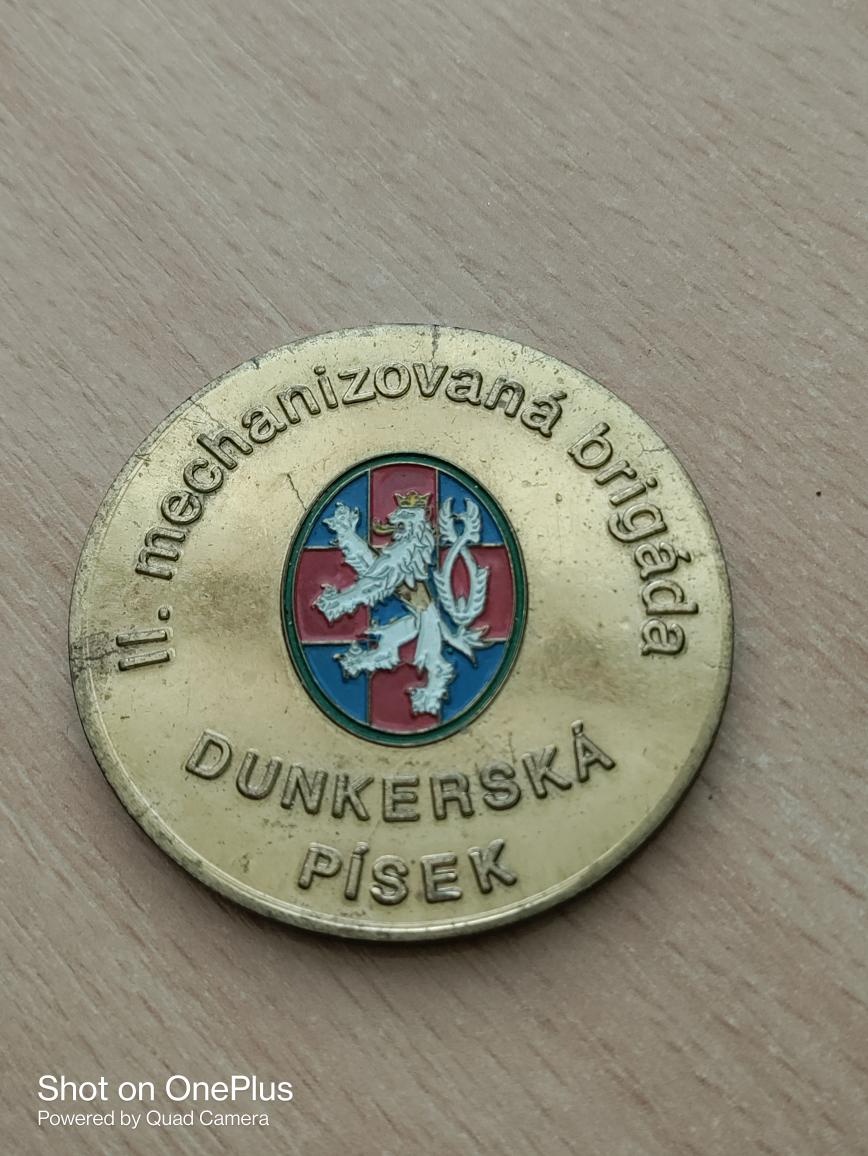 II. mechanizovaná brigáda
DUNKERSKÁ
PÍSEK
Shot on OnePlus
Powered by Quad Camera